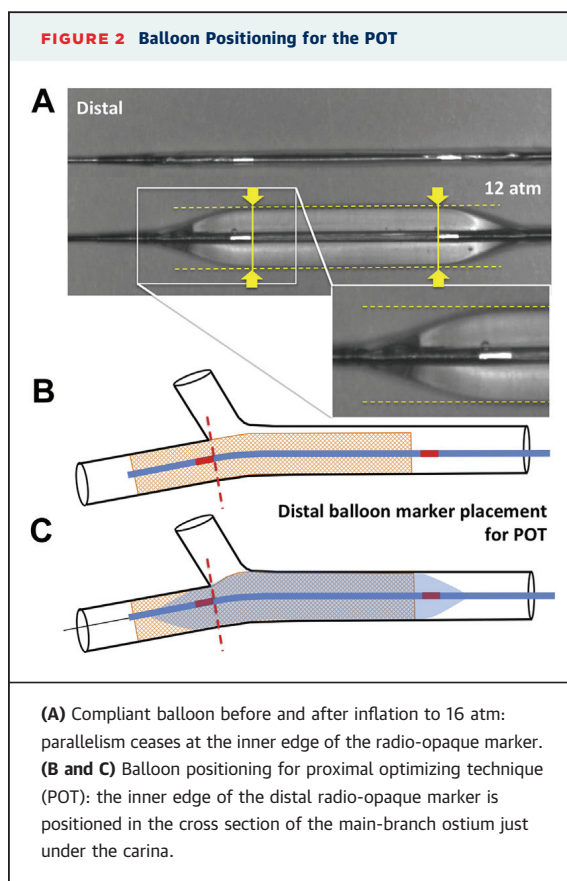 FIGURE 2 Balloon Positioning for the POT
A
Distal
12 atm
B
Distal balloon marker placement
for POT
C
(A) Compliant balloon before and after inflation to 16 atm:
parallelism ceases at the inner edge of the radio-opaque marker.
(B and C) Balloon positioning for proximal optimizing technique
(POT): the inner edge of the distal radio-opaque marker is
positioned in the cross section of the main-branch ostium just
under the carina.